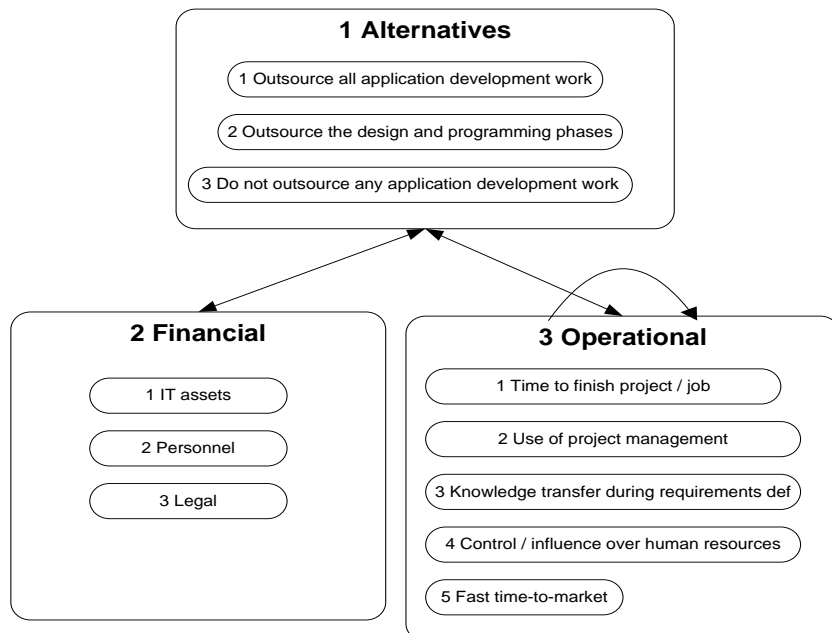 1 Alternatives
1 Outsource all application development work
2 Outsource the design and programming phases
3 Do not outsource any application development work
2 Financial
1 IT assets
2 Personnel
3 Legal
3 Operational
1 Time to finish project / job
2 Use of project management
3 Knowledge transfer during requirements def
4 Control / influence over human resources
5 Fast time-to-market